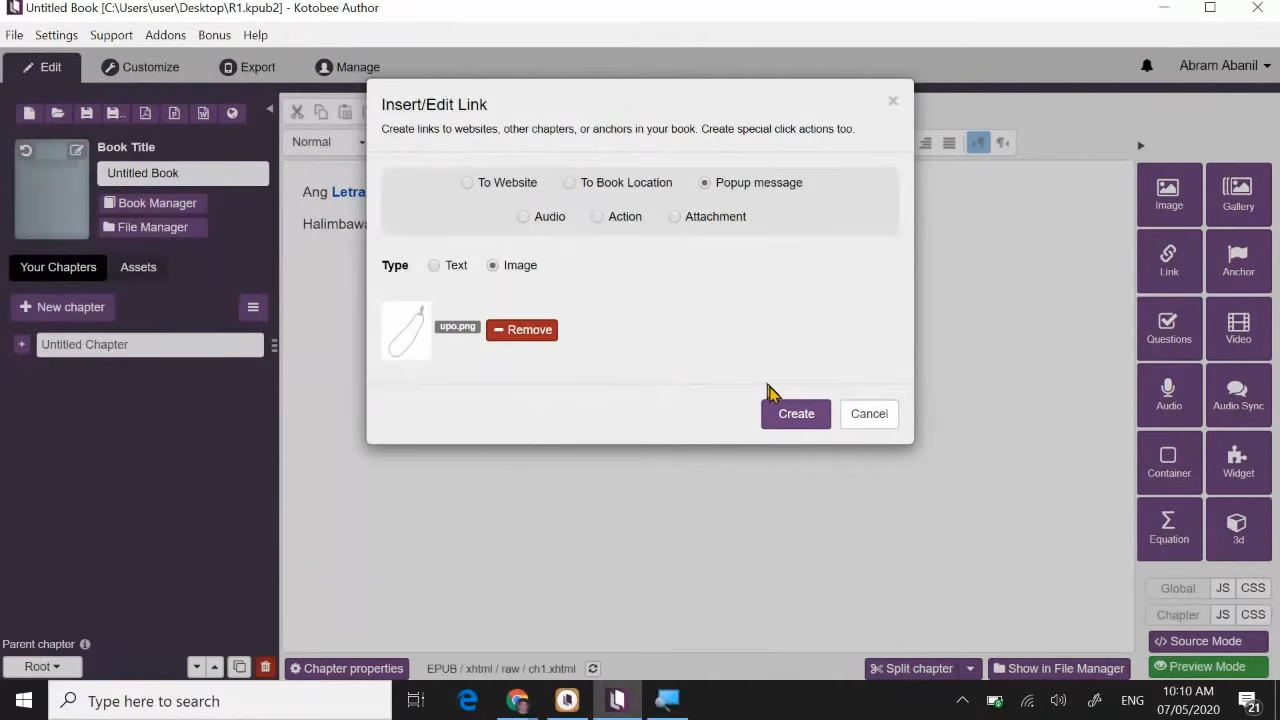 Untitled Book [C:\Users\user\Desktop\R1.kpub2] - Kotobee Author
File Settings Support Addons Bonus Help
Edit Customize Export Manage Abram Abanil
Insert/Edit Link
Create links to websites, other chapters, or anchors in your book. Create special click actions too.
Book Title
Normal
Untitled Book
To Website To Book Location Popup message
Ang Letra
Image Gallery
Book Manager
Audio Action Attachment
Halimbawa
File Manager
Your Chapters Assets
Type Text Image
Link Anchor
New chapter
upo.png Remove
Questions Video
Untitled Chapter
Audio Audio Sync
Create Cancel
Container Widget
Equation 3d
Global JS CSS
Chapter JS CSS
Parent chapter
Source Mode
Root
Chapter properties EPUB / xhtml / raw / ch1.xhtml Split chapter Show in File Manager Preview Mode
Type here to search ENG 10:10 AM
07/05/2020 21